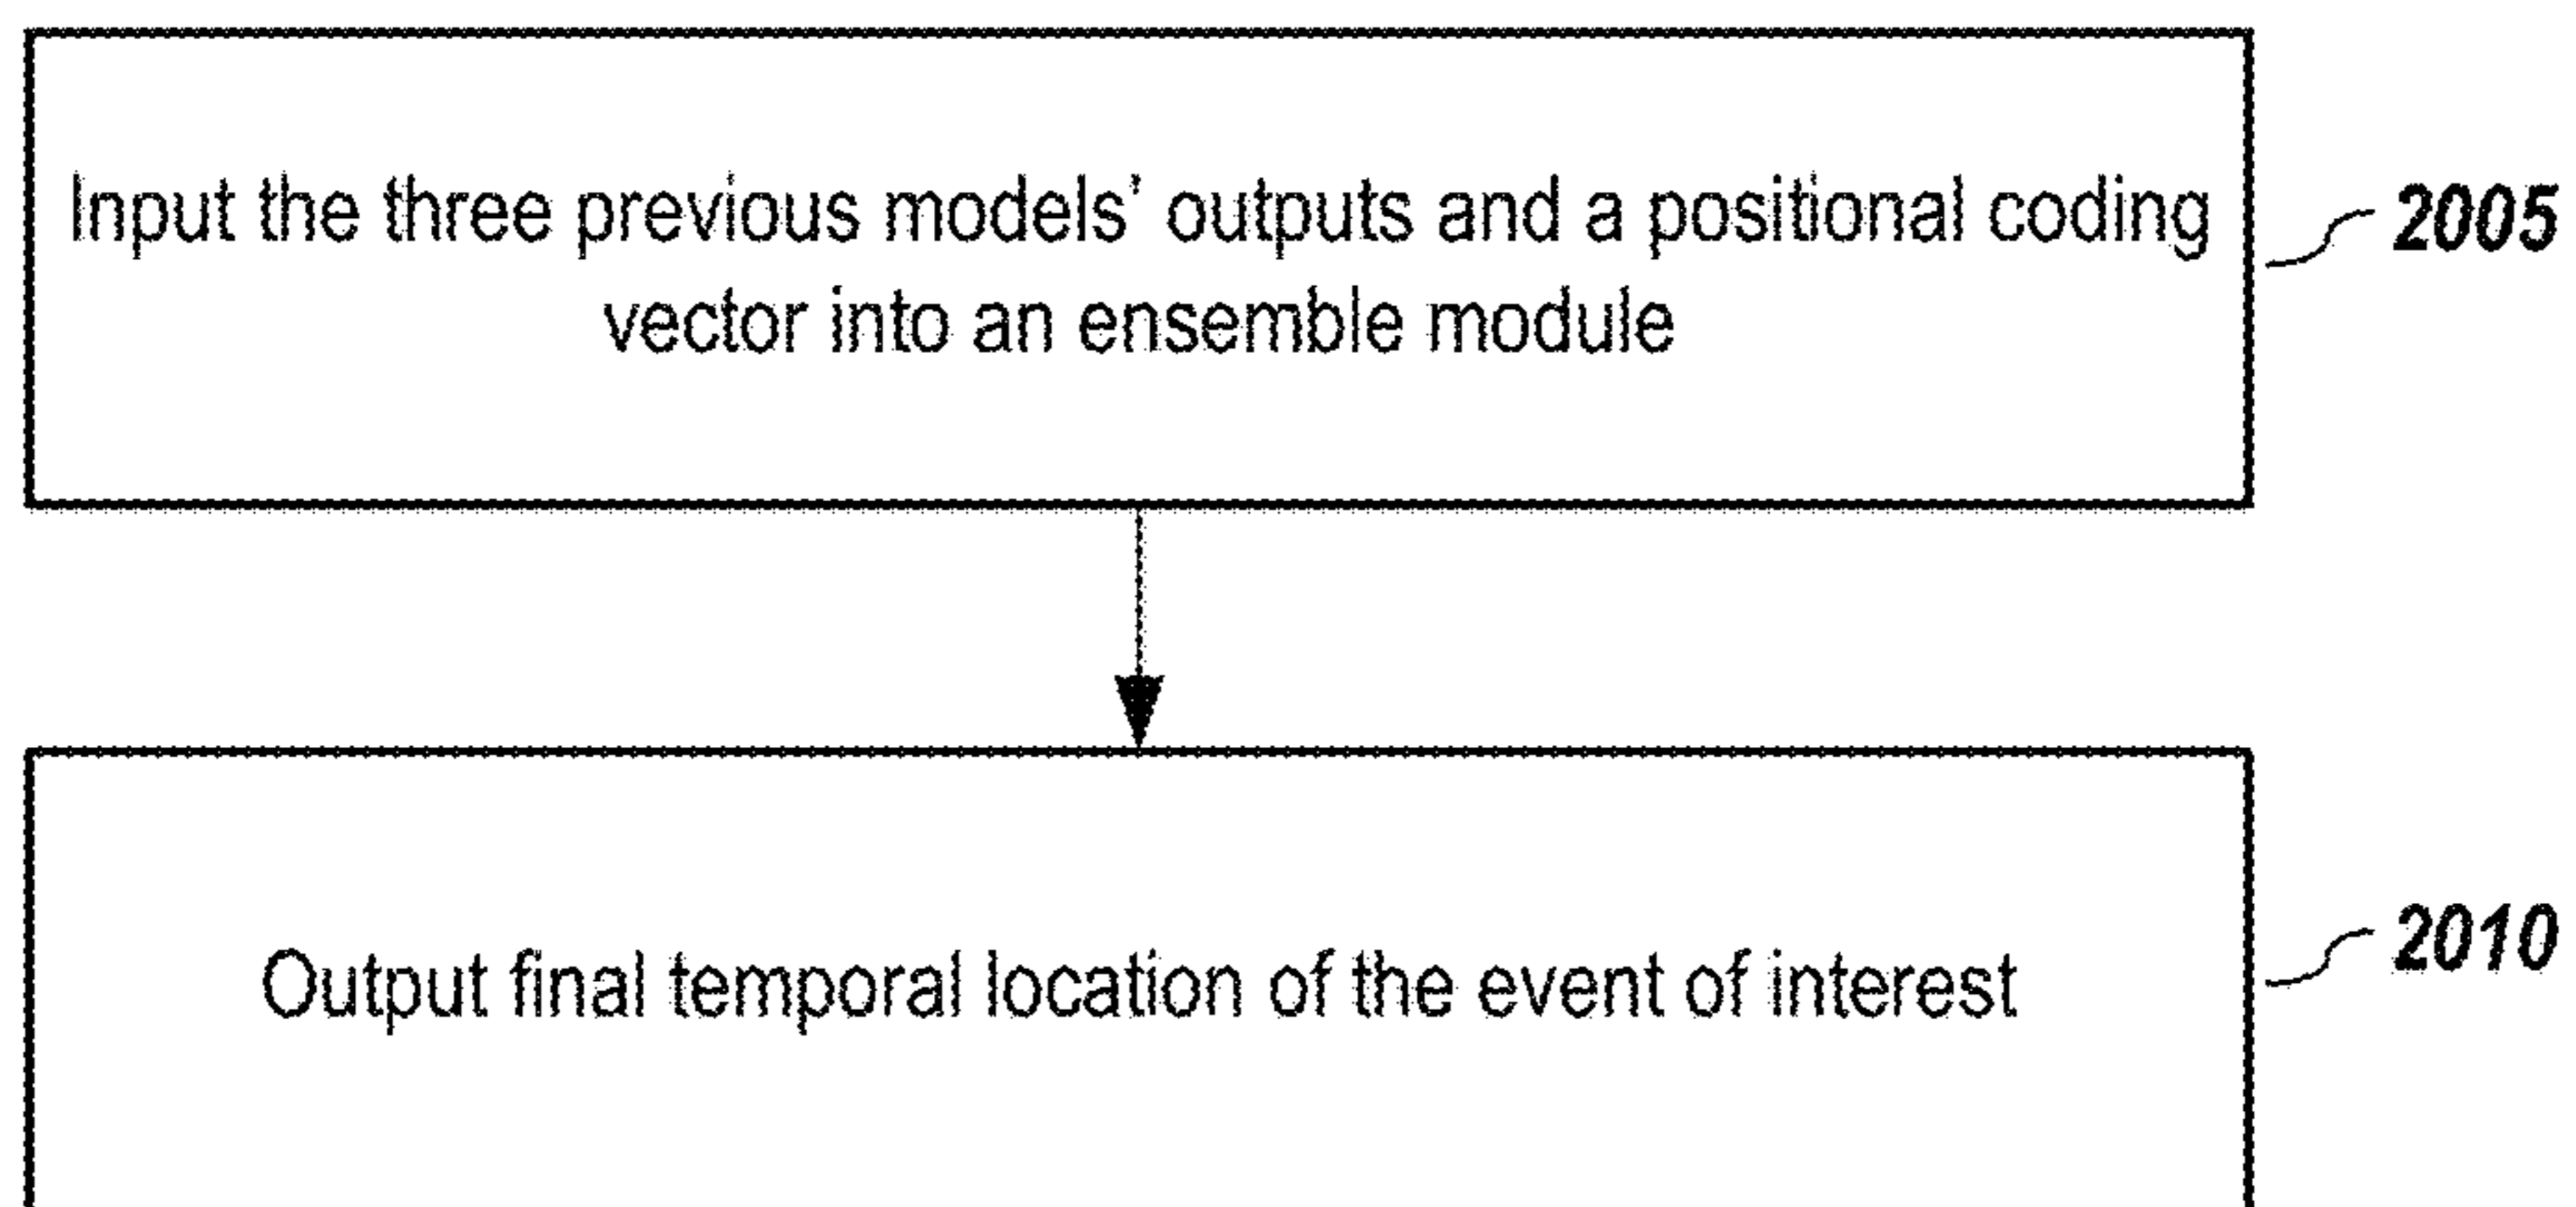 Input the three previous models' outputs and a positional coding
vector into an ensemble module
2005
Output final temporal location of the event of interest
2010